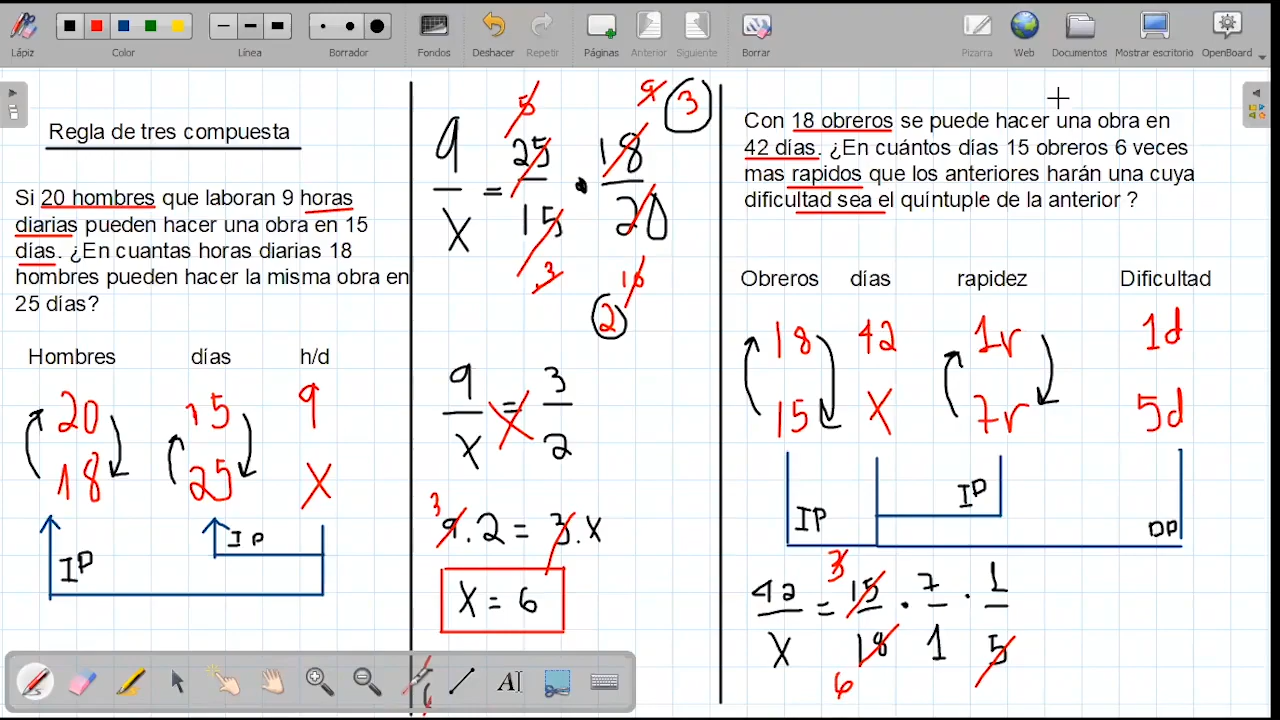 Lápiz
Color
Línea
Borrador
Fondos
Deshacer
Repetir
Páginas
Anterior
Siguiente
Borrar
Pizarra
Web
Documentos
Mostrar escritorio
OpenBoard
Regla de tres compuesta
Si 20 hombres que laboran 9 horas
diarias pueden hacer una obra en 15
días. ¿En cuantas horas diarias 18
hombres pueden hacer la misma obra en
25 días?
Hombres días h/d
20 15 9
18 25 X
IP IP
5 9 3
9/X = 25/15 · 18/20
3 10
2
9/X = 3/2
3
9 . 2 = 3 . X
X = 6
Con 18 obreros se puede hacer una obra en
42 días. ¿En cuántos días 15 obreros 6 veces
mas rapidos que los anteriores harán una cuya
dificultad sea el quíntuple de la anterior ?
Obreros días rapidez Dificultad
18 42 1r 1d
15 X 7r 5d
IP IP DP
3
42/X = 15/18 · 7/1 · 1/5
6